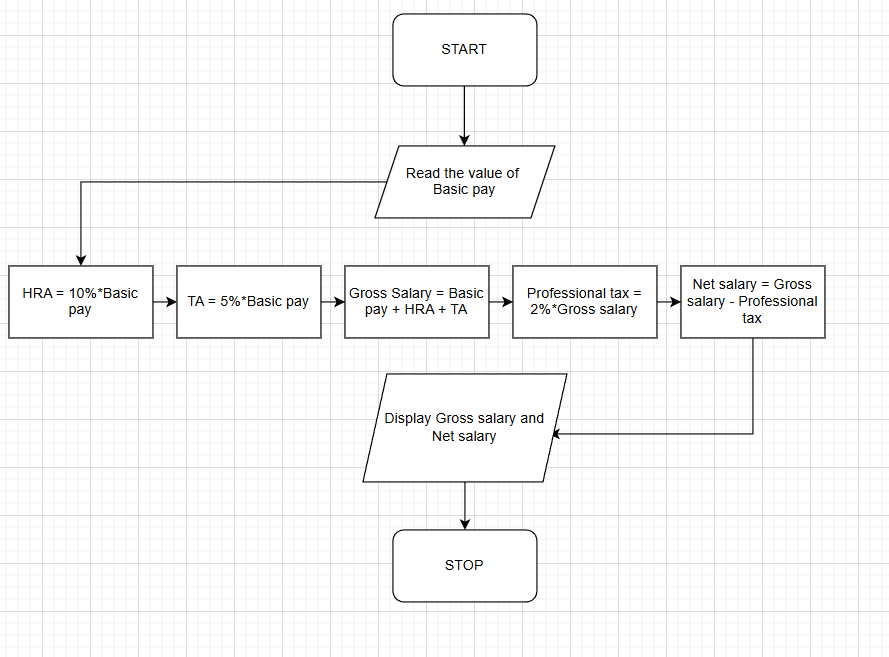 START
Read the value of
Basic pay
HRA = 10%*Basic
pay
TA = 5%*Basic pay
Gross Salary = Basic
pay + HRA + TA
Professional tax =
2%*Gross salary
Net salary = Gross
salary - Professional
tax
Display Gross salary and
Net salary
STOP